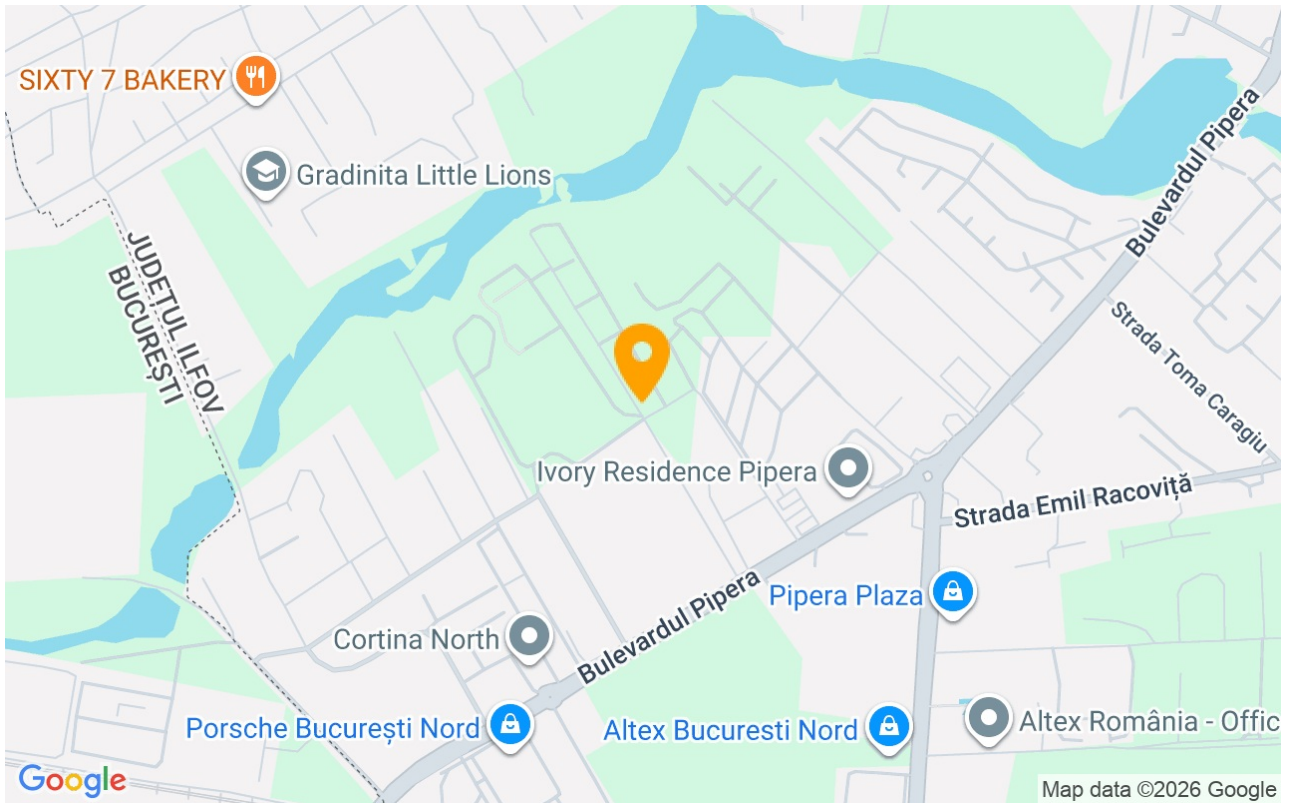 SIXTY 7 BAKERY
Gradinita Little Lions
Bulevardul Pipera
JUDEȚUL ILFOV
BUCUREȘTI
Strada Toma Caragiu
Ivory Residence Pipera
Strada Emil Racoviță
Pipera Plaza
Bulevardul Pipera
Cortina North
Porsche București Nord
Altex Bucuresti Nord
Altex România - Offic
Google
Map data ©2026 Google